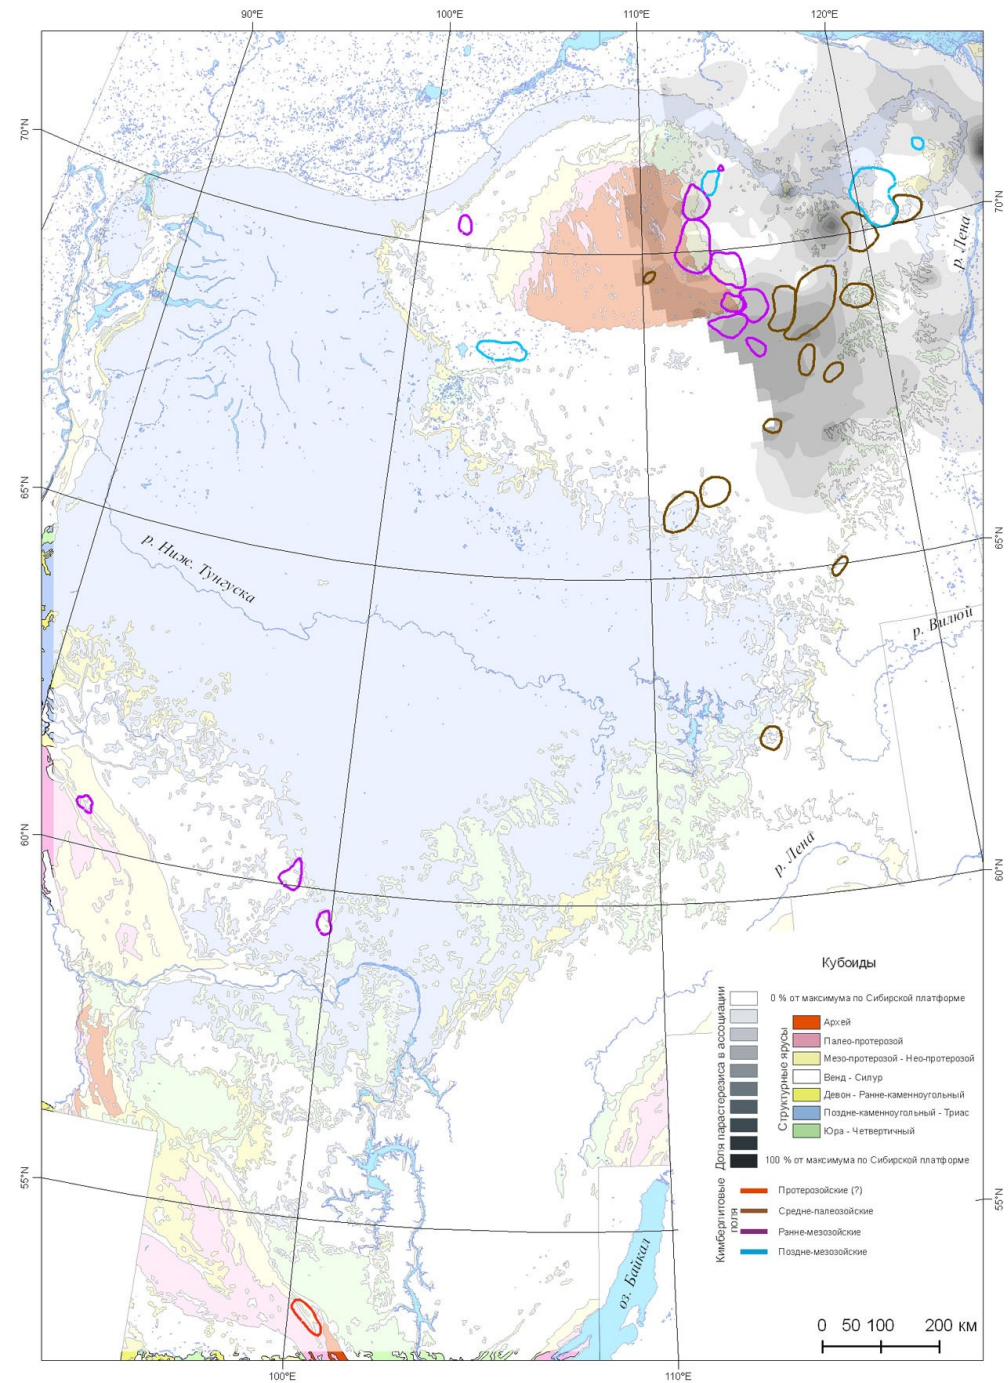 90°E
100°E
110°E
120°E
70°N
70°N
р. Лена
65°N
65°N
р. Ниж. Тунгуска
р. Вилюй
60°N
60°N
р. Лена
Кубоиды
Доля парастерезиса в ассоциации
0 % от максимума по Сибирской платформе
100 % от максимума по Сибирской платформе
Структурные ярусы
Архей
Палео-протерозой
Мезо-протерозой - Нео-протерозой
Венд - Силур
Девон - Ранне-каменноугольный
Поздне-каменноугольный - Триас
Юра - Четвертичный
Кимберлитовые
поля
Протерозойские (?)
Средне-палеозойские
Ранне-мезозойские
Поздне-мезозойские
55°N
55°N
оз. Байкал
0 50 100 200 км
100°E
110°E